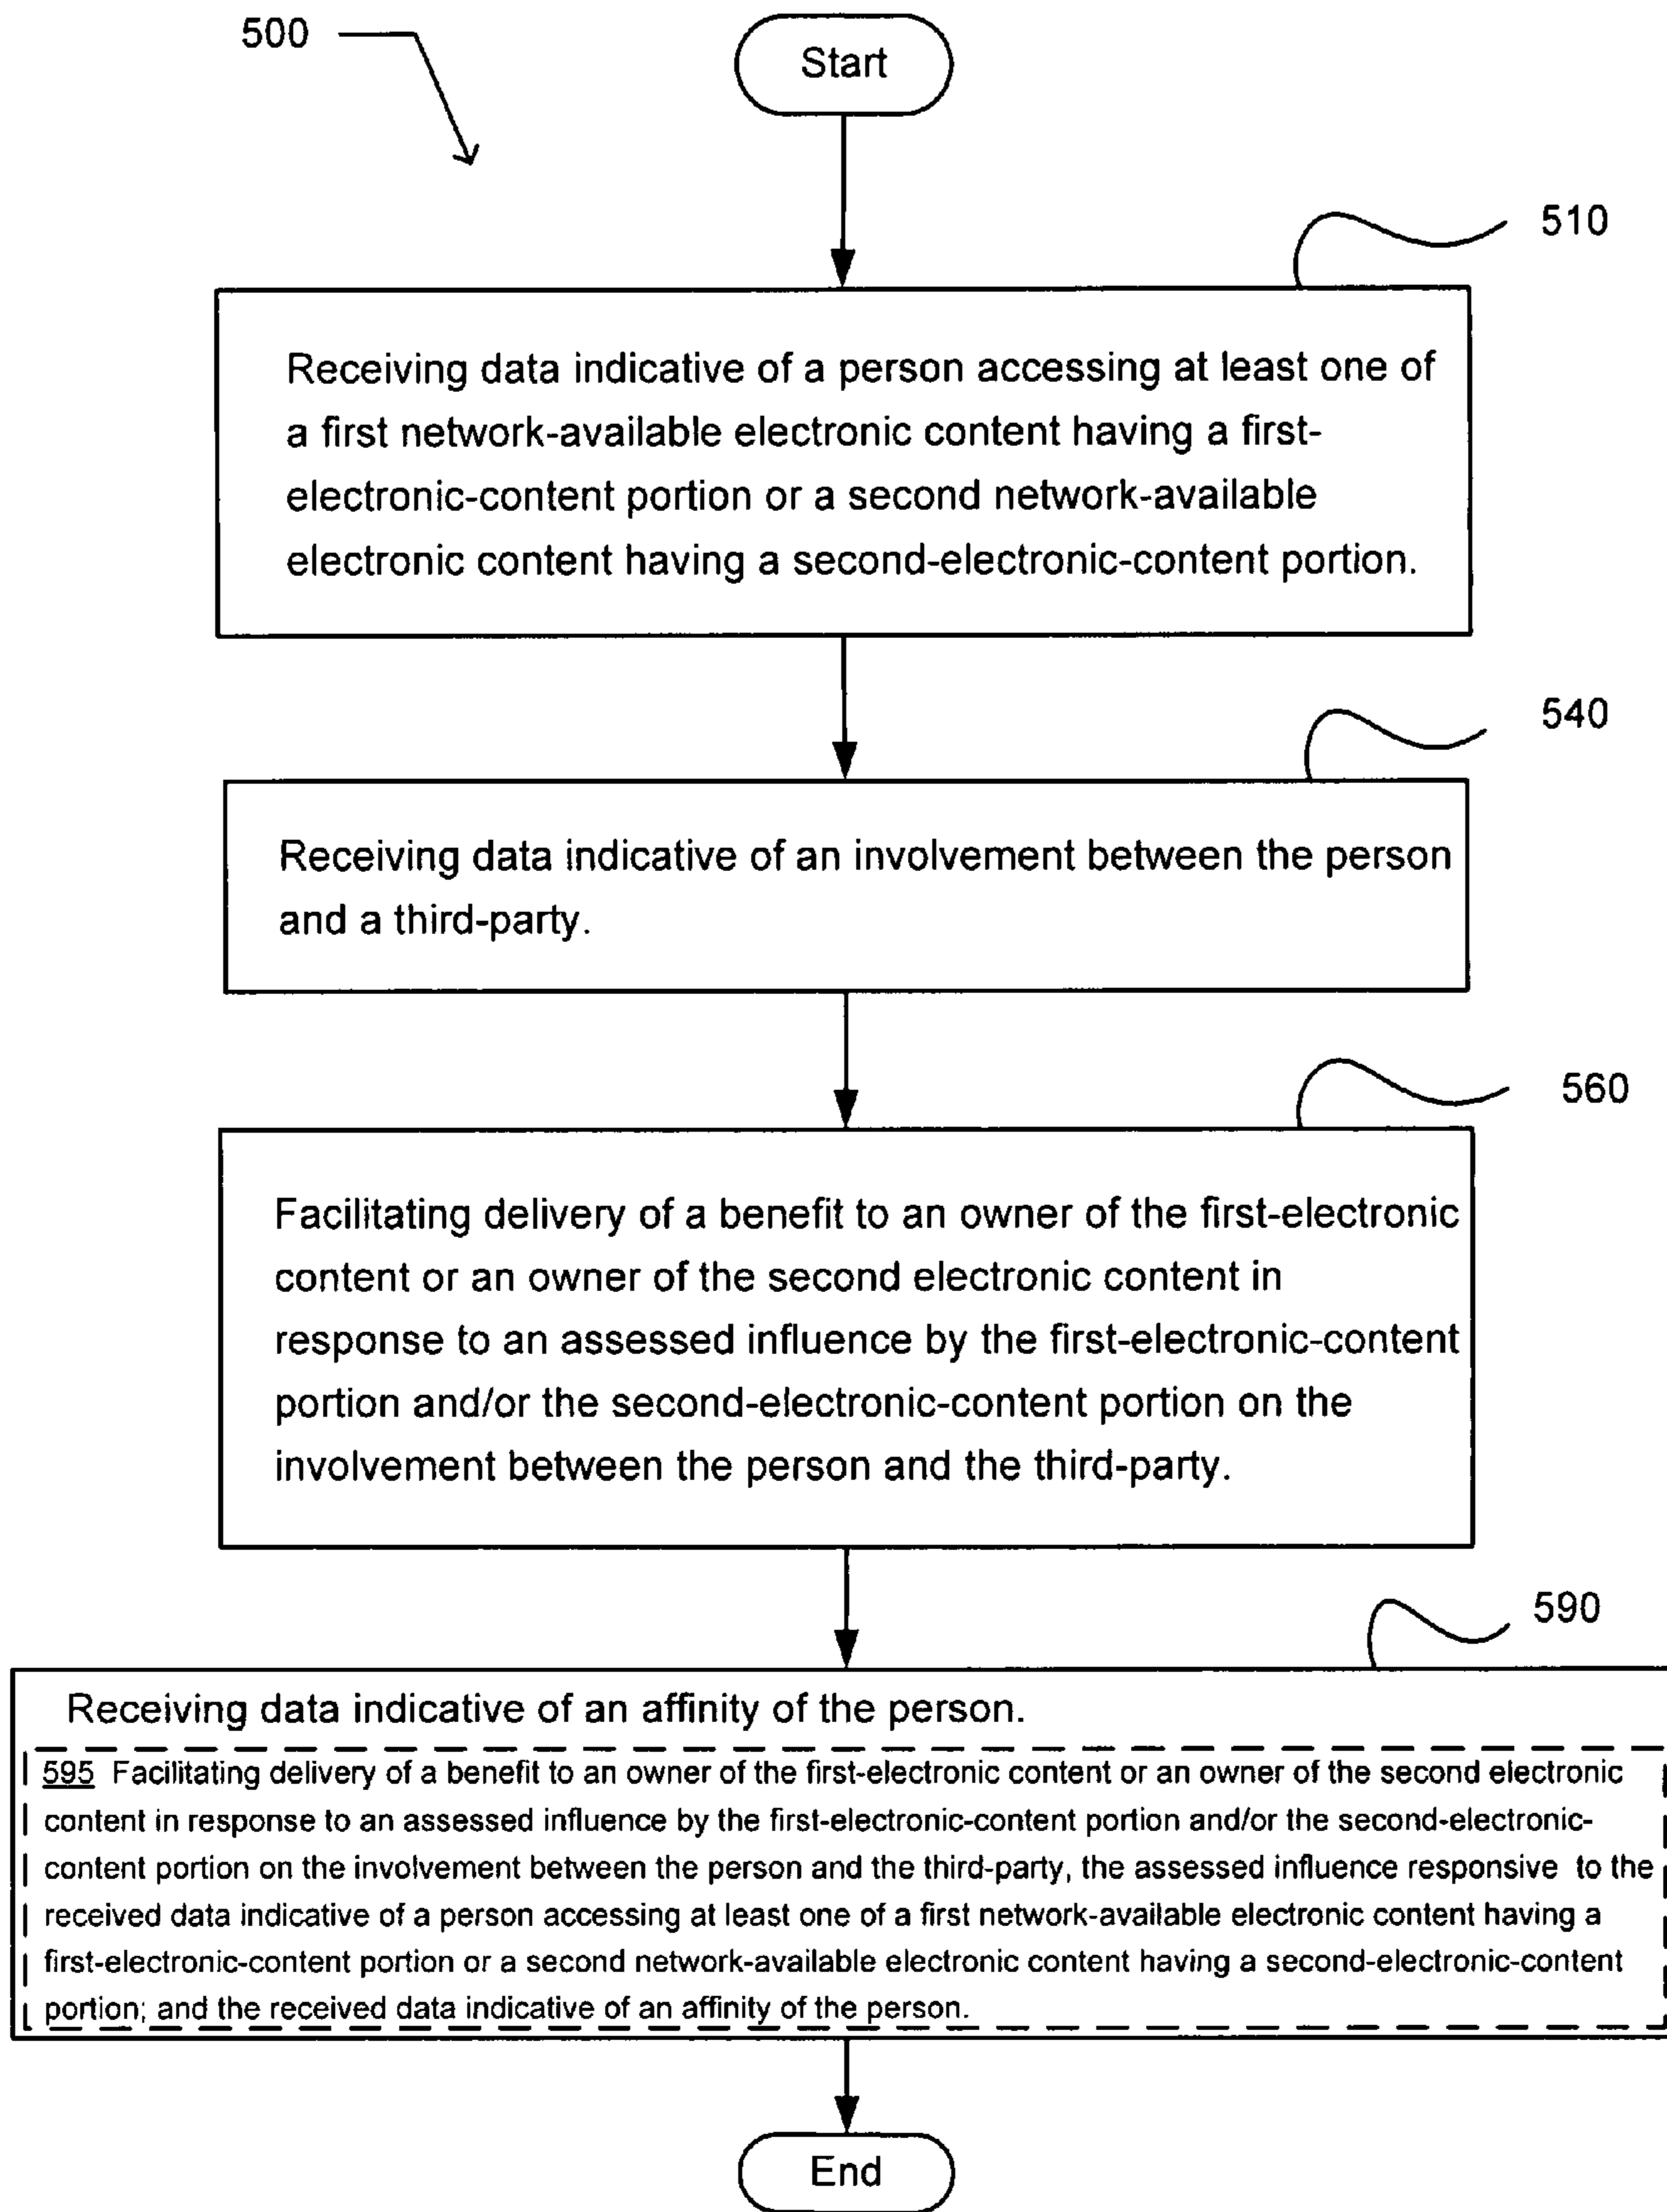 500
Start
510
Receiving data indicative of a person accessing at least one of
a first network-available electronic content having a first-
electronic-content portion or a second network-available
electronic content having a second-electronic-content portion.
540
Receiving data indicative of an involvement between the person
and a third-party.
560
Facilitating delivery of a benefit to an owner of the first-electronic
content or an owner of the second electronic content in
response to an assessed influence by the first-electronic-content
portion and/or the second-electronic-content portion on the
involvement between the person and the third-party.
590
Receiving data indicative of an affinity of the person.
595 Facilitating delivery of a benefit to an owner of the first-electronic content or an owner of the second electronic
content in response to an assessed influence by the first-electronic-content portion and/or the second-electronic-
content portion on the involvement between the person and the third-party, the assessed influence responsive to the
received data indicative of a person accessing at least one of a first network-available electronic content having a
first-electronic-content portion or a second network-available electronic content having a second-electronic-content
portion; and the received data indicative of an affinity of the person.
End